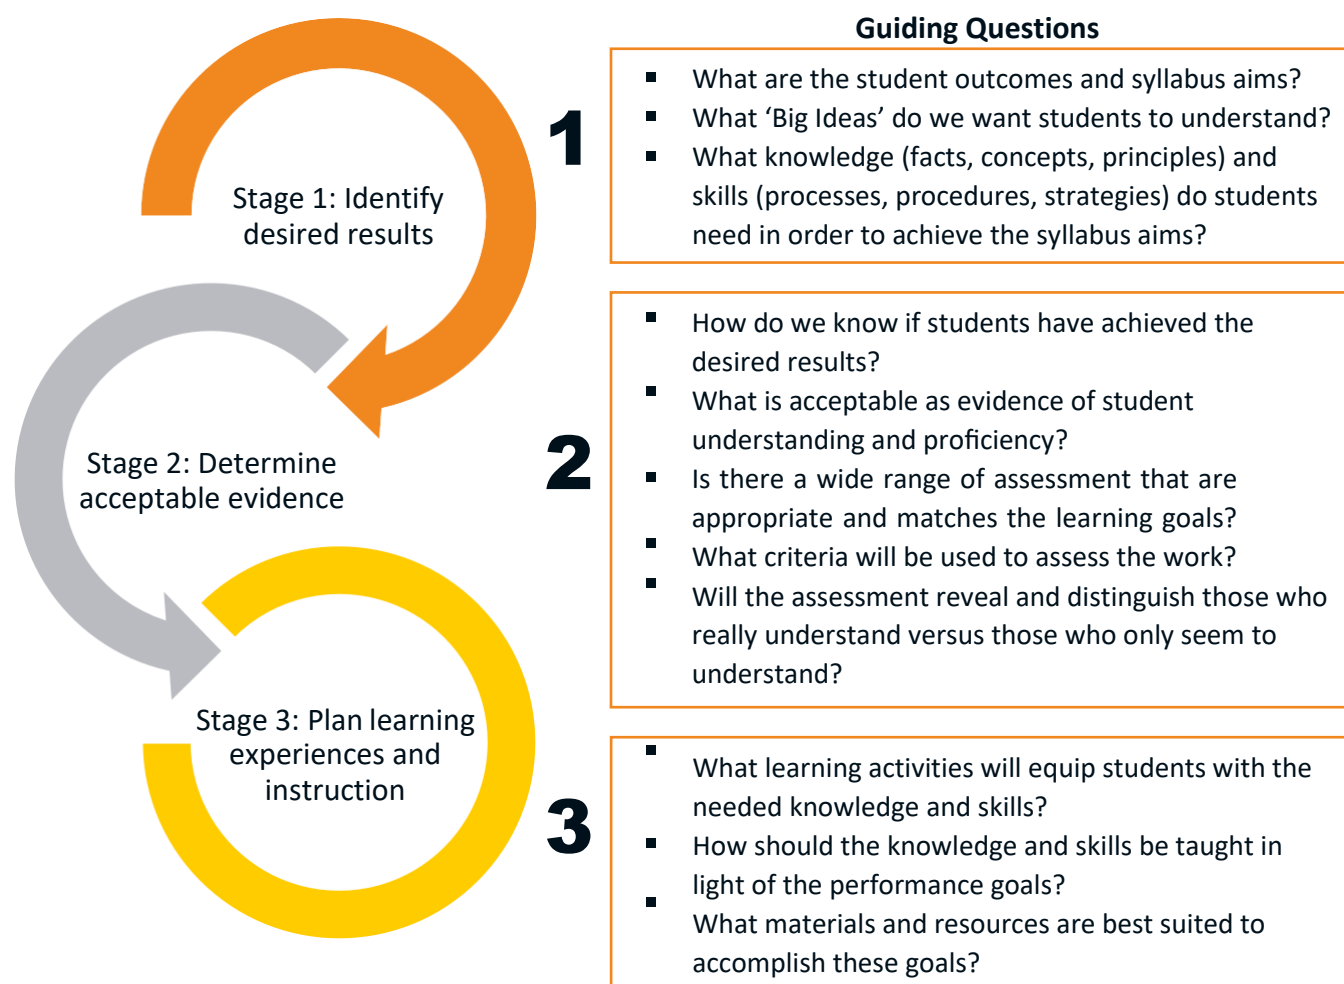 Guiding Questions
Stage 1: Identify
desired results
1
▪ What are the student outcomes and syllabus aims?
▪ What ‘Big Ideas’ do we want students to understand?
▪ What knowledge (facts, concepts, principles) and
skills (processes, procedures, strategies) do students
need in order to achieve the syllabus aims?
Stage 2: Determine
acceptable evidence
2
▪ How do we know if students have achieved the
desired results?
▪ What is acceptable as evidence of student
understanding and proficiency?
▪ Is there a wide range of assessment that are
appropriate and matches the learning goals?
▪ What criteria will be used to assess the work?
▪ Will the assessment reveal and distinguish those who
really understand versus those who only seem to
understand?
Stage 3: Plan learning
experiences and
instruction
3
▪ What learning activities will equip students with the
needed knowledge and skills?
▪ How should the knowledge and skills be taught in
light of the performance goals?
▪ What materials and resources are best suited to
accomplish these goals?